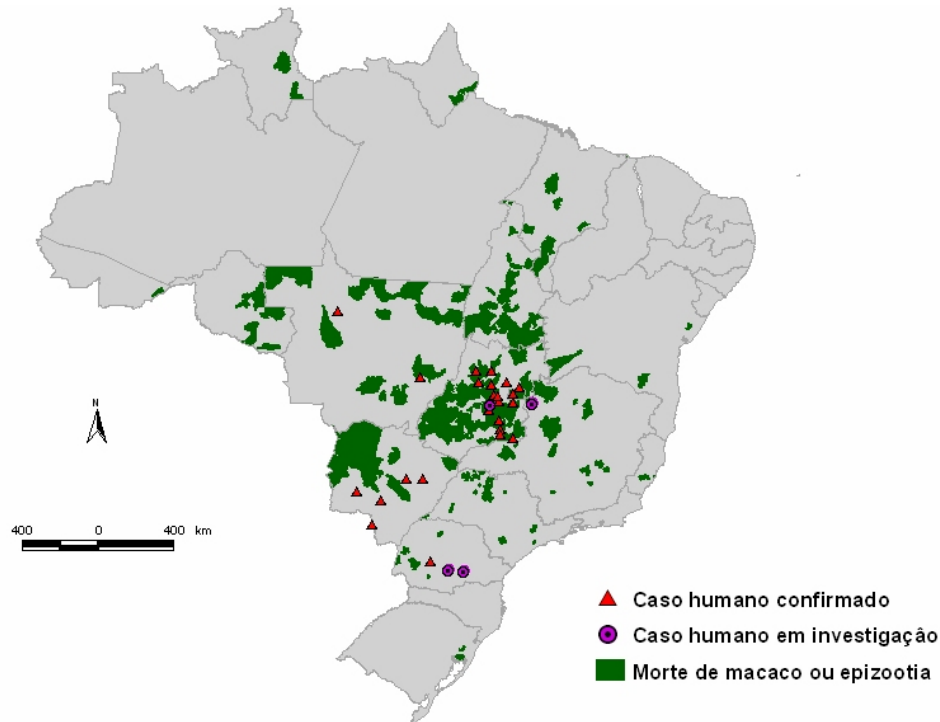 N
400 0 400 km
Caso humano confirmado
Caso humano em investigação
Morte de macaco ou epizootia